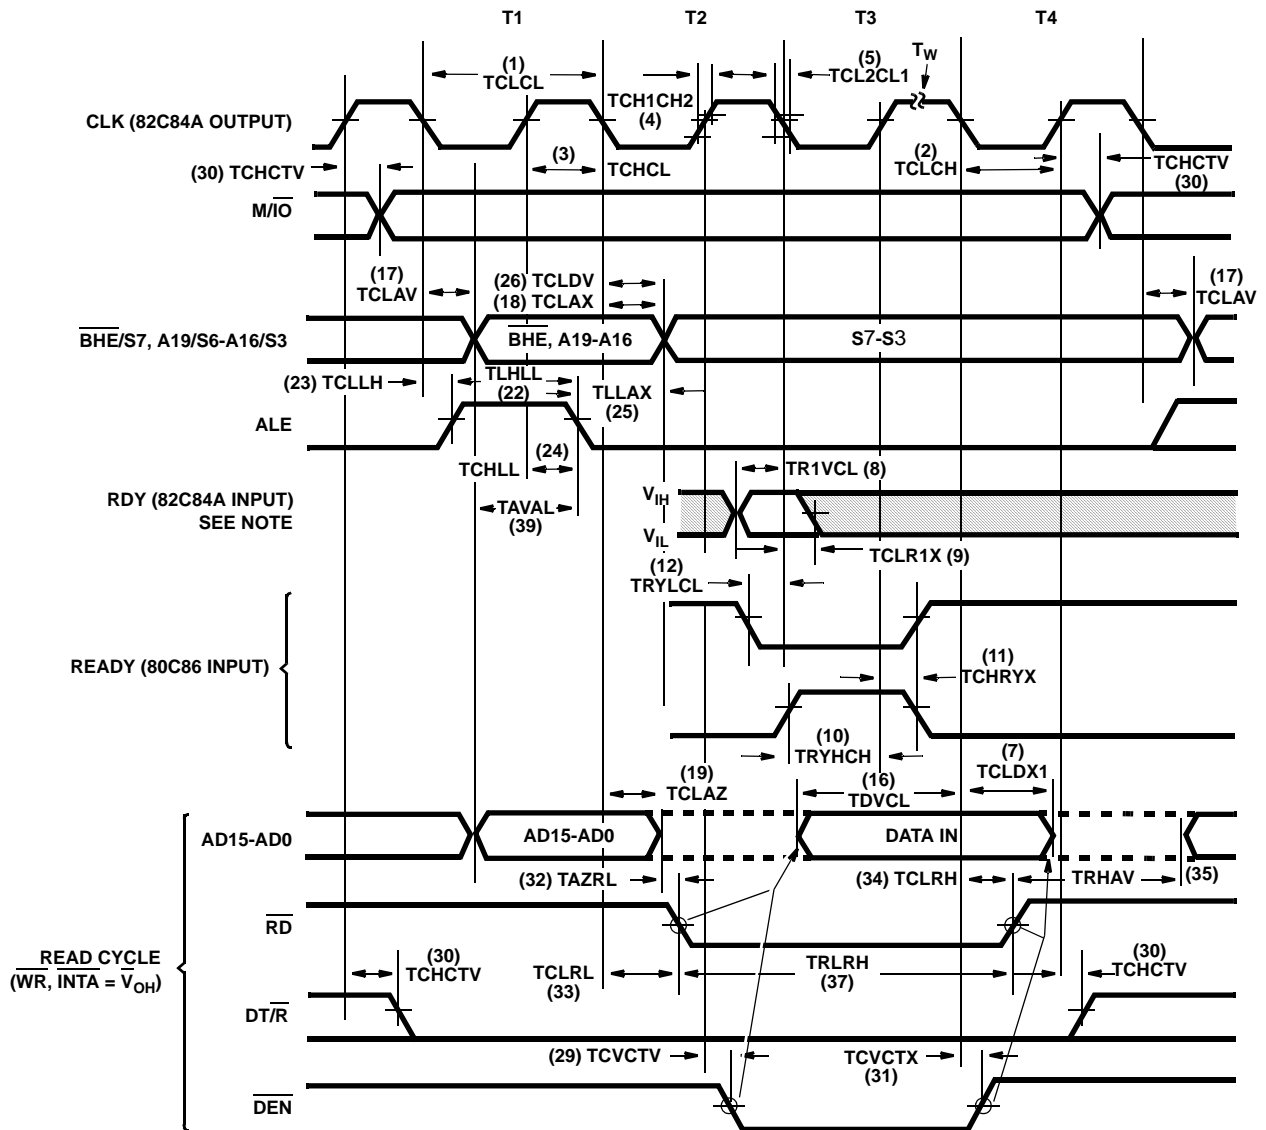 T1 T2 T3 T4
(1)
TCLCL
(5)
TCL2CL1
TW
TCH1CH2
(4)
CLK (82C84A OUTPUT)
(3)
TCHCL
(2)
TCLCH
(30) TCHCTV
TCHCTV
(30)
M/IO
(17)
TCLAV
(26) TCLDV
(18) TCLAX
(17)
TCLAV
BHE/S7, A19/S6-A16/S3
BHE, A19-A16
S7-S3
(23) TCLLH
TLHLL
(22)
TLLAX
(25)
ALE
(24)
TCHLL
TR1VCL (8)
RDY (82C84A INPUT)
SEE NOTE
VIH
VIL
TAVAL
(39)
TCLR1X (9)
(12)
TRYLCL
READY (80C86 INPUT)
(11)
TCHRYX
(10)
TRYHCH
(7)
TCLDX1
(19)
TCLAZ
(16)
TDVCL
AD15-AD0
AD15-AD0
DATA IN
(32) TAZRL
(34) TCLRH
TRHAV
(35)
RD
READ CYCLE
(WR, INTA = VOH)
(30)
TCHCTV
TCLRL
(33)
TRLRH
(37)
(30)
TCHCTV
DT/R
(29) TCVCTV
TCVCTX
(31)
DEN